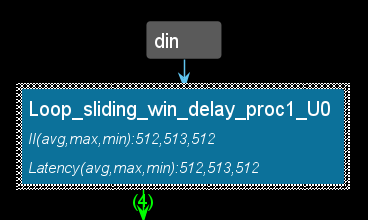 din
Loop_sliding_win_delay_proc1_U0
II(avg,max,min):512,513,512
Latency(avg,max,min):512,513,512
(4)